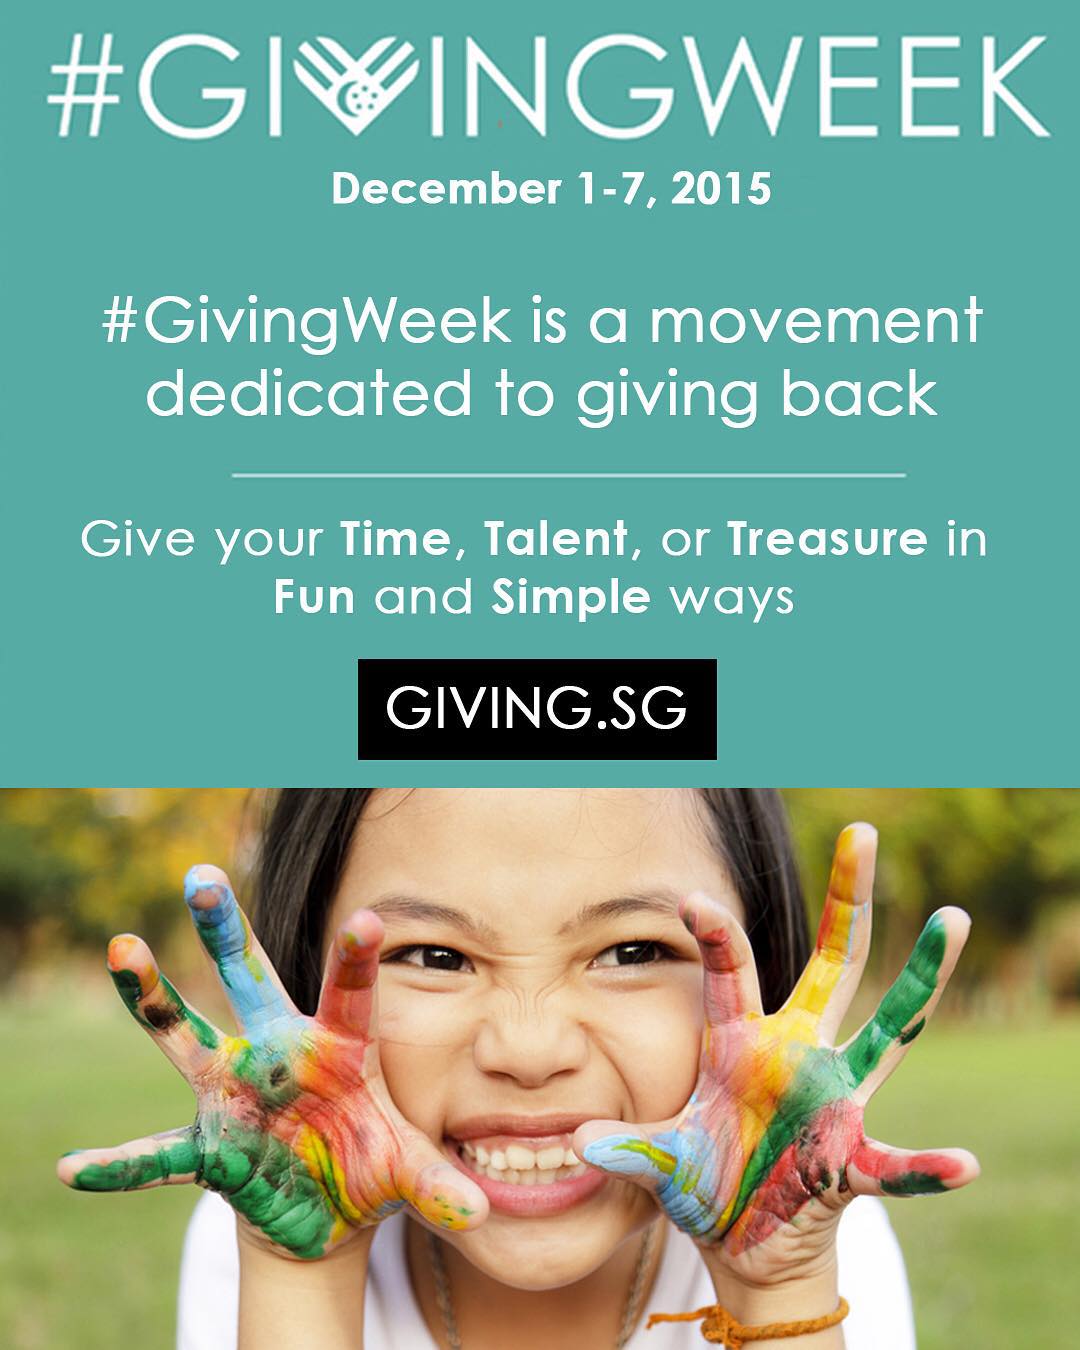 #GIVINGWEEK
December 1-7, 2015
#GivingWeek is a movement
dedicated to giving back
Give your Time, Talent, or Treasure in
Fun and Simple ways
GIVING.SG